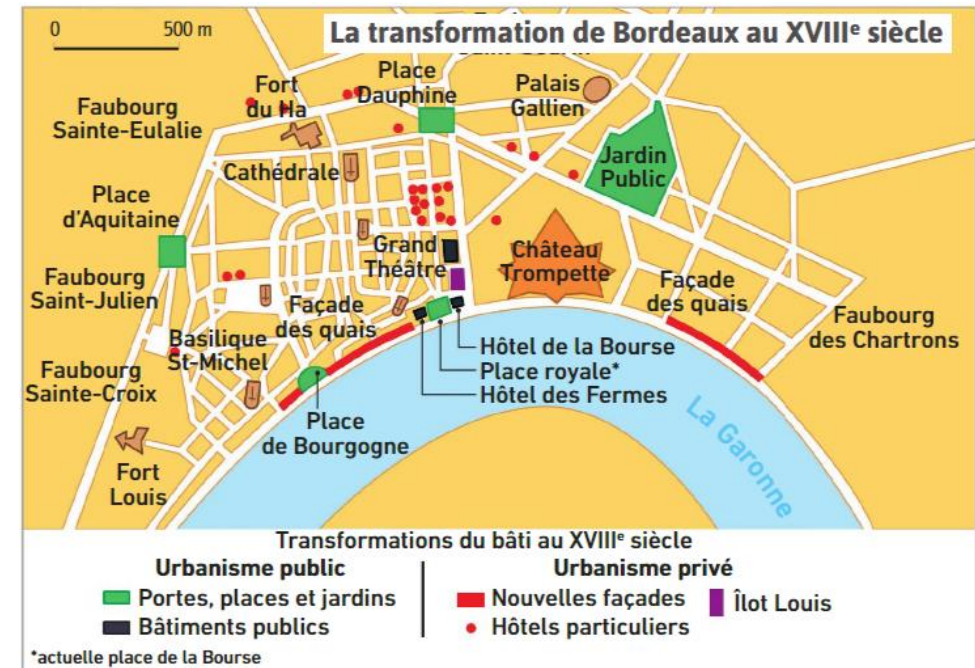 0 500 m
La transformation de Bordeaux au XVIIIᵉ siècle
Fort
du Ha
Place
Dauphine
Palais
Gallien
Faubourg
Sainte-Eulalie
Cathédrale
Jardin
Public
Place
d'Aquitaine
Grand
Théâtre
Château
Trompette
Faubourg
Saint-Julien
Façade
des quais
Façade
des quais
Faubourg
des Chartrons
Basilique
St-Michel
Hôtel de la Bourse
Place royale*
Hôtel des Fermes
Faubourg
Sainte-Croix
Place
de Bourgogne
La Garonne
Fort
Louis
Transformations du bâti au XVIIIᵉ siècle
Urbanisme public
Portes, places et jardins
Bâtiments publics
Urbanisme privé
Nouvelles façades
Hôtels particuliers
Îlot Louis
*actuelle place de la Bourse